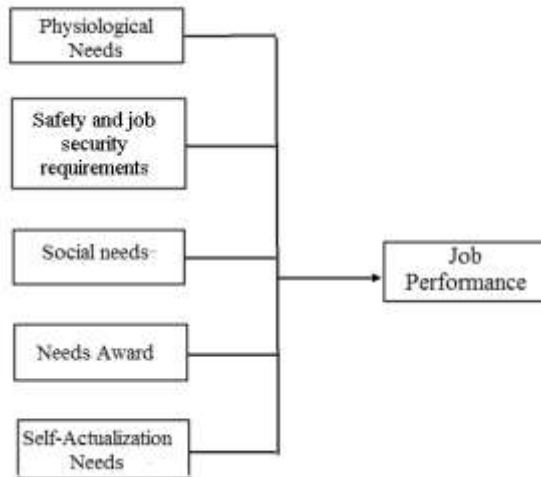 Physiological
Needs
Safety and job
security
requirements
Social needs
Needs Award
Self-Actualization
Needs
Job
Performance